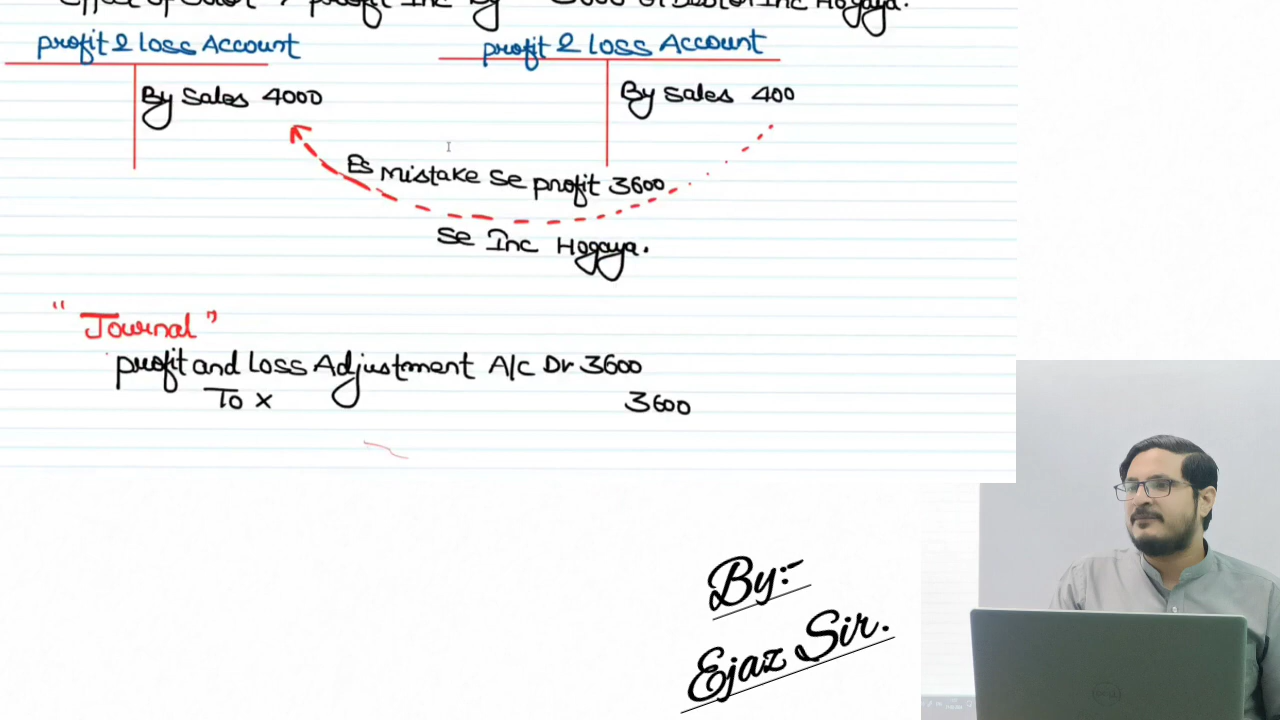 profit & loss Account
profit & loss Account
By Sales 4000
By Sales 400
Es mistake se profit 3600
se Inc Hogaya.
"Journal"
profit and Loss Adjustment A/c Dr 3600
To x 3600
By:-
Ejaz Sir.
DELL